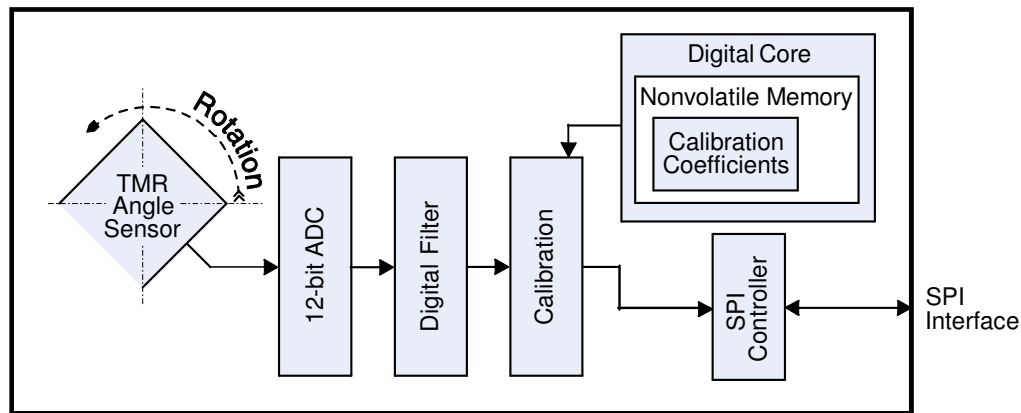 Rotation
TMR
Angle
Sensor
12-bit ADC
Digital Filter
Calibration
Digital Core
Nonvolatile Memory
Calibration
Coefficients
SPI
Controller
SPI
Interface